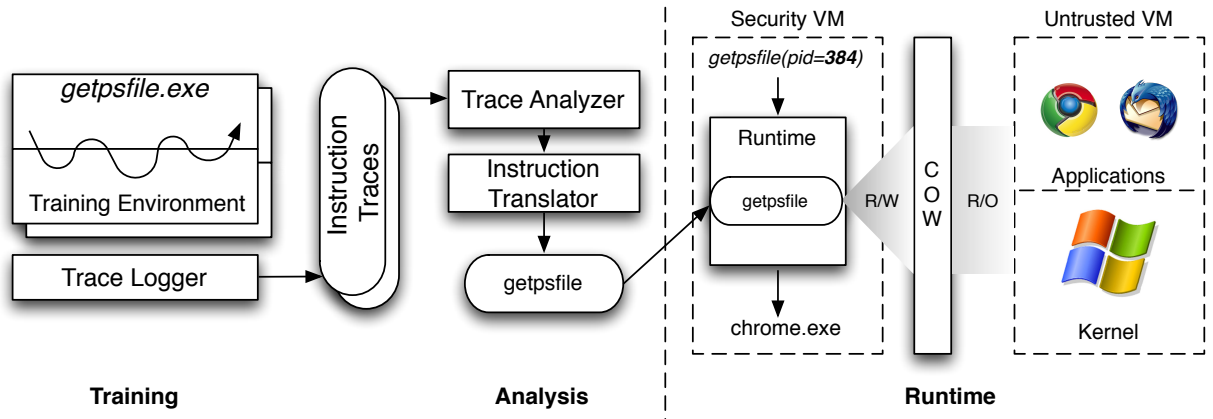 getpsfile.exe
Training Environment
Trace Logger
Training
Instruction
Traces
Trace Analyzer
Instruction
Translator
getpsfile
Analysis
Security VM
getpsfile(pid=384)
Runtime
getpsfile
chrome.exe
R/W
C
O
W
R/O
Untrusted VM
Applications
Kernel
Runtime